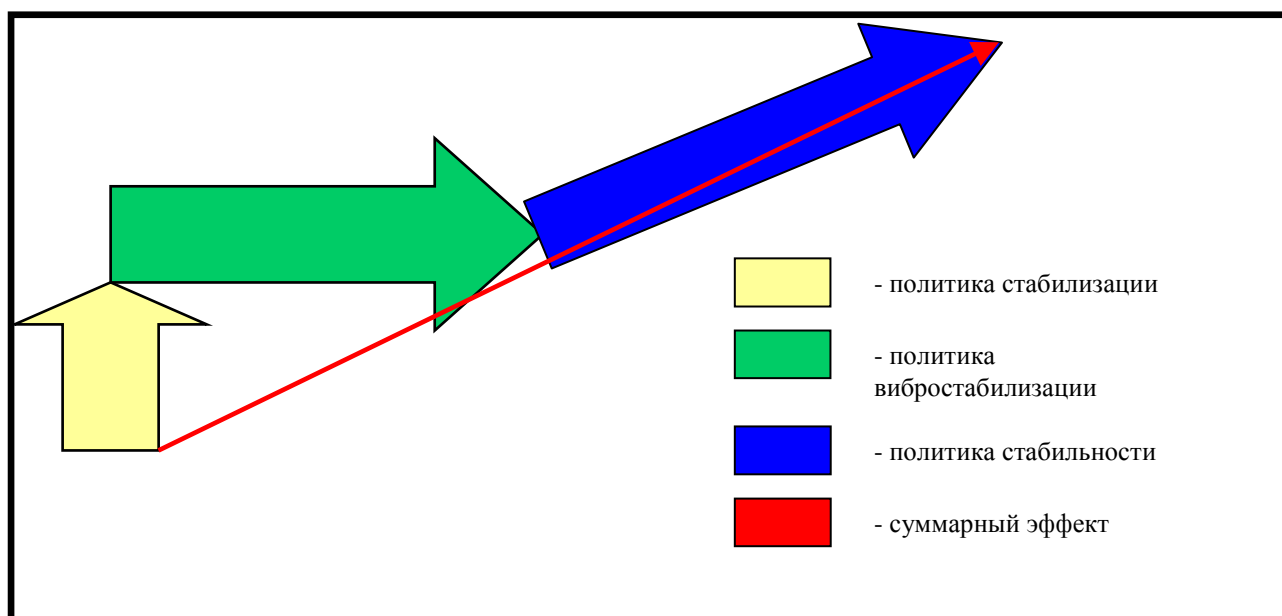 - политика стабилизации
- политика
вибростабилизации
- политика стабильности
- суммарный эффект